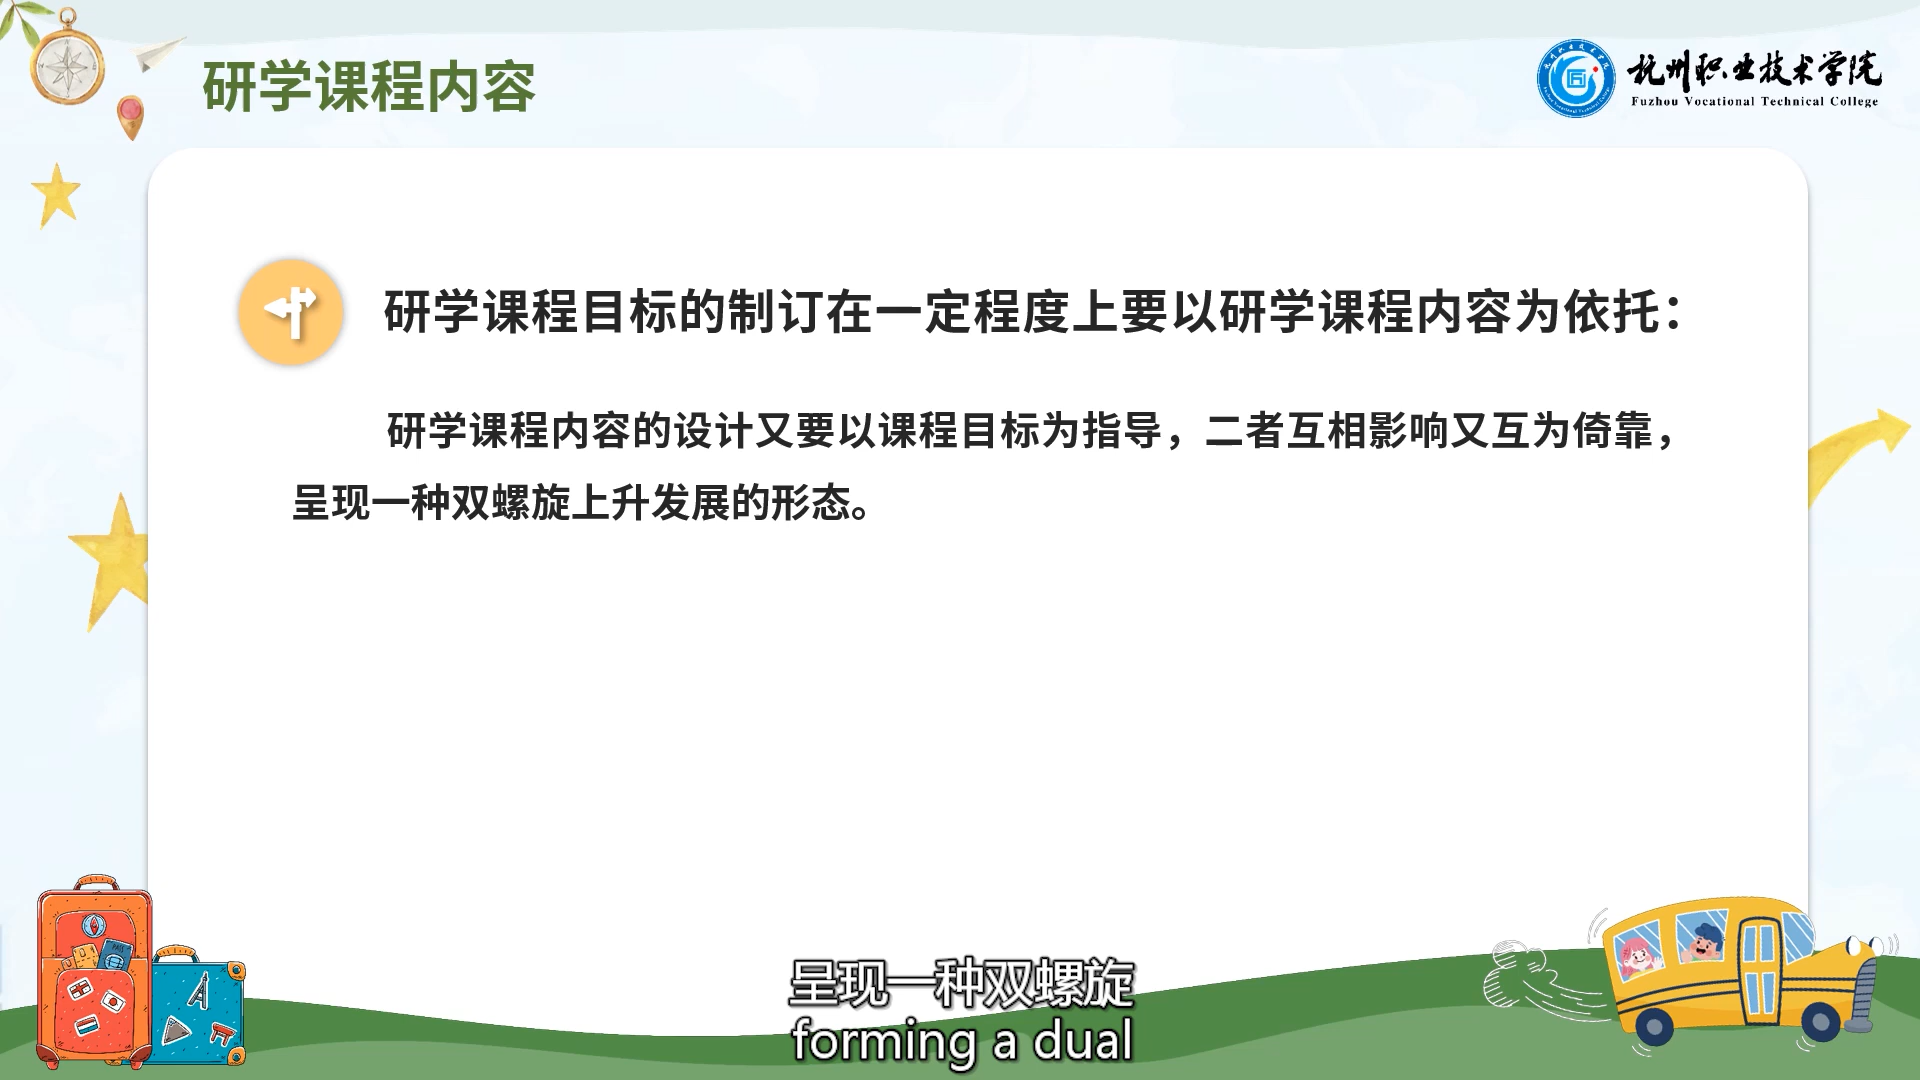 研学课程内容
杭州职业技术学院
Fuzhou Vocational Technical College
研学课程目标的制订在一定程度上要以研学课程内容为依托：
研学课程内容的设计又要以课程目标为指导，二者互相影响又互为倚靠，
呈现一种双螺旋上升发展的形态。
呈现一种双螺旋
forming a dual